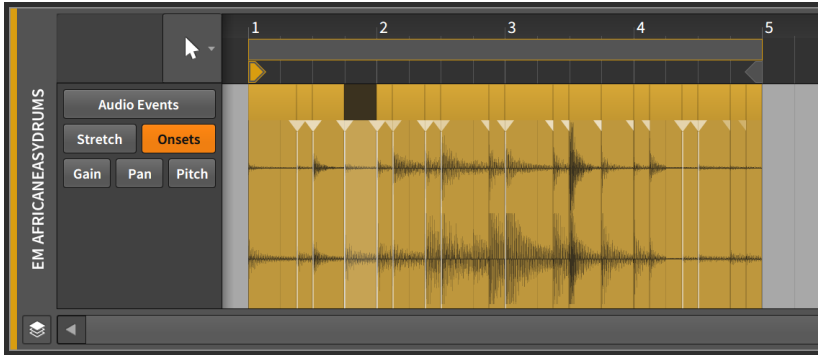 1 2 3 4 5
EM AFRICANEASYDRUMS
Audio Events
Stretch Onsets
Gain Pan Pitch